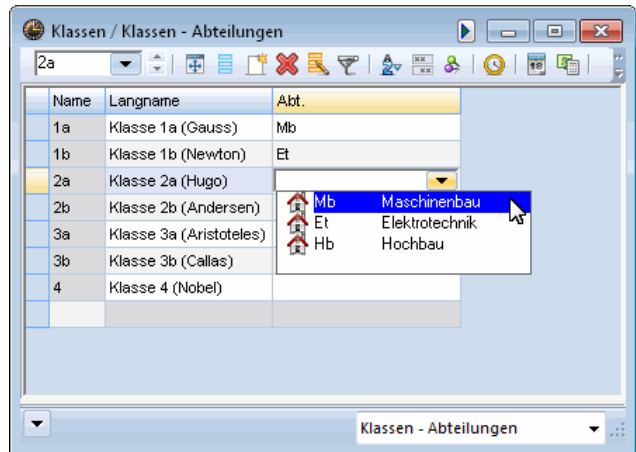 Klassen / Klassen - Abteilungen
2a
Name Langname Abt.
1a Klasse 1a (Gauss) Mb
1b Klasse 1b (Newton) Et
2a Klasse 2a (Hugo)
Mb Maschinenbau
2b Klasse 2b (Andersen)
Et Elektrotechnik
3a Klasse 3a (Aristoteles)
Hb Hochbau
3b Klasse 3b (Callas)
4 Klasse 4 (Nobel)
Klassen - Abteilungen